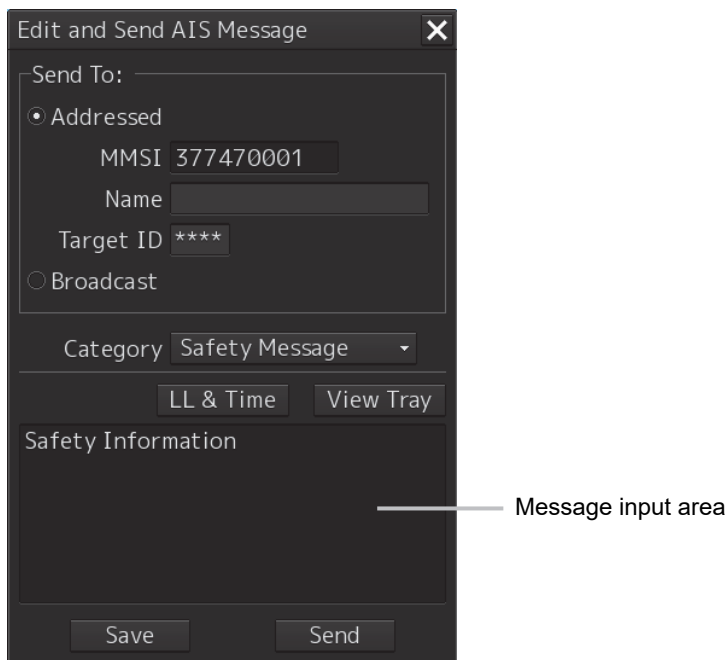 Edit and Send AIS Message
Send To:
Addressed
MMSI 377470001
Name
Target ID ****
Broadcast
Category Safety Message
LL & Time View Tray
Safety Information
Message input area
Save Send